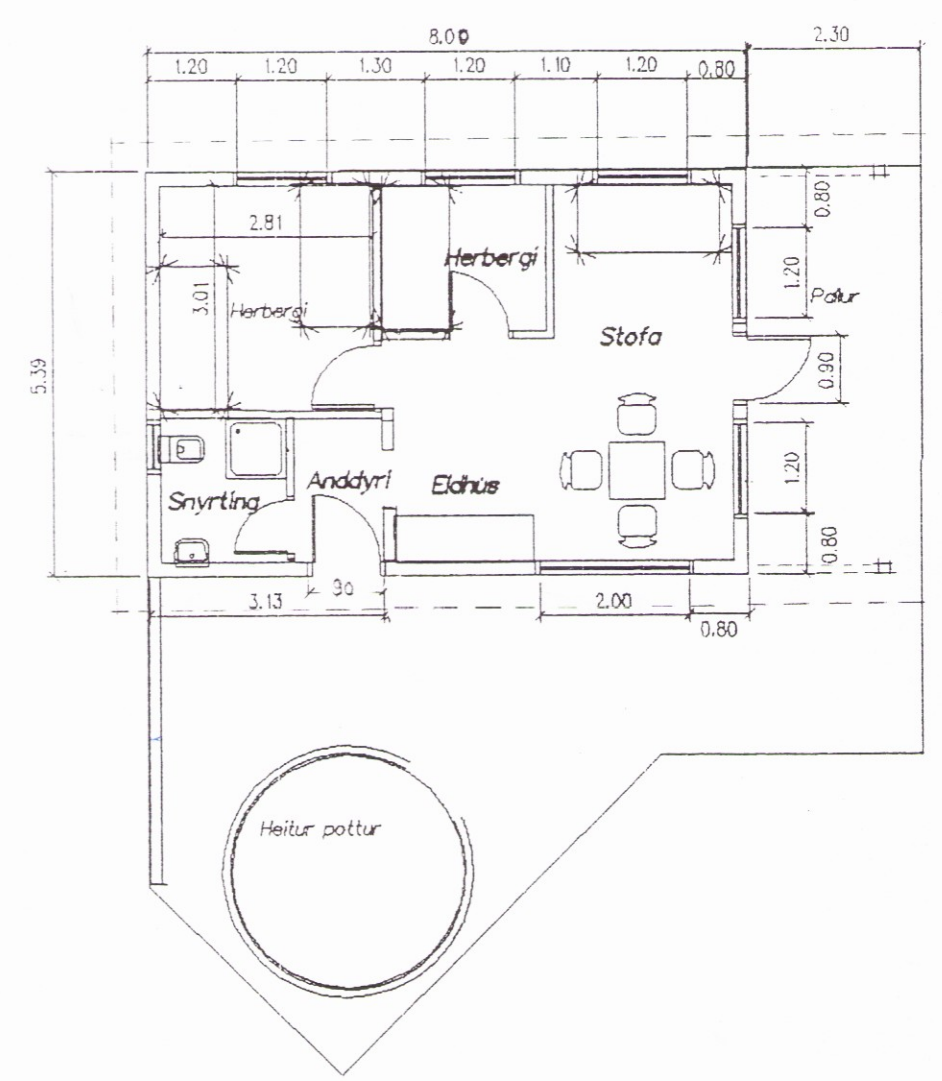 8.00
2.30
1.20
1.20
1.30
1.20
1.10
1.20
0.80
0.80
2.81
Herbergi
1.20
3.01
Herbergi
Pallur
Stofa
5.39
0.90
1.20
Snyrting
Anddyri
Eldhús
0.80
90
3.13
2.00
0.80
Heitur pottur